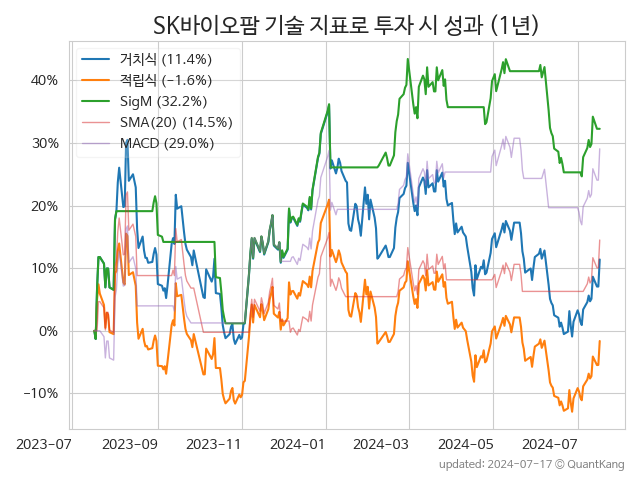 SK바이오팜 기술 지표로 투자 시 성과 (1년)
거치식 (11.4%)
적립식 (−1.6%)
SigM (32.2%)
SMA(20) (14.5%)
MACD (29.0%)
40%
30%
20%
10%
0%
−10%
2023-07 2023-09 2023-11 2024-01 2024-03 2024-05 2024-07
updated: 2024-07-17 © QuantKang